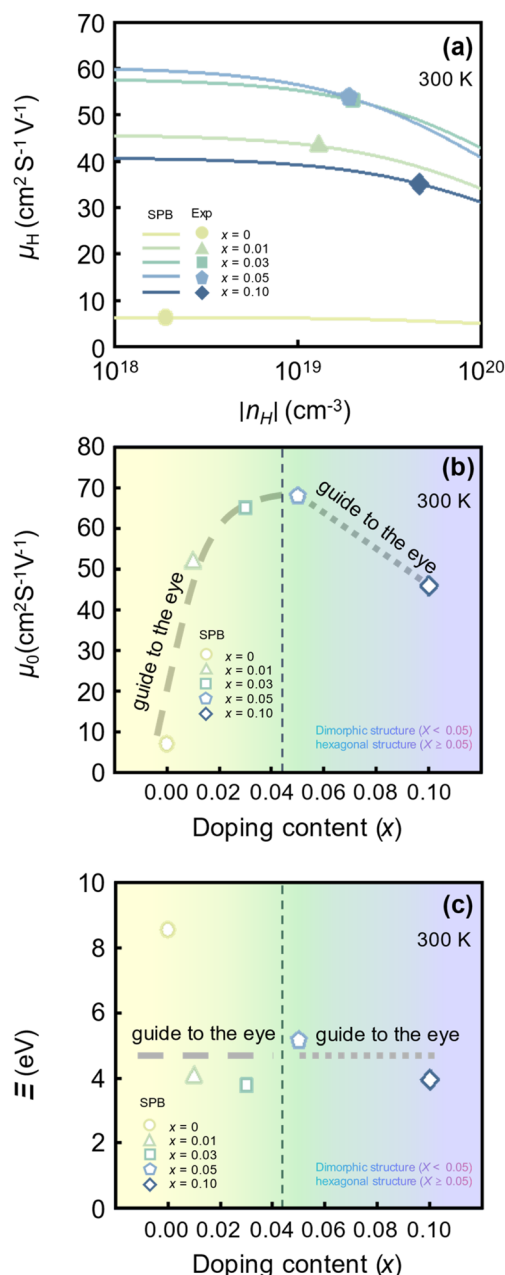 (a)
300 K
70
60
50
40
30
20
10
0
μH (cm² S⁻¹ V⁻¹)
SPB Exp
x = 0
x = 0.01
x = 0.03
x = 0.05
x = 0.10
10¹⁸ 10¹⁹ 10²⁰
|nH| (cm⁻³)
(b)
300 K
80
70
60
50
40
30
20
10
0
μ₀(cm²S⁻¹V⁻¹)
guide to the eye
guide to the eye
SPB
x = 0
x = 0.01
x = 0.03
x = 0.05
x = 0.10
Dimorphic structure (X < 0.05)
hexagonal structure (X ≥ 0.05)
0.00 0.02 0.04 0.06 0.08 0.10
Doping content (x)
(c)
300 K
10
8
6
4
2
0
Ξ (eV)
guide to the eye guide to the eye
SPB
x = 0
x = 0.01
x = 0.03
x = 0.05
x = 0.10
Dimorphic structure (X < 0.05)
hexagonal structure (X ≥ 0.05)
0.00 0.02 0.04 0.06 0.08 0.10
Doping content (x)